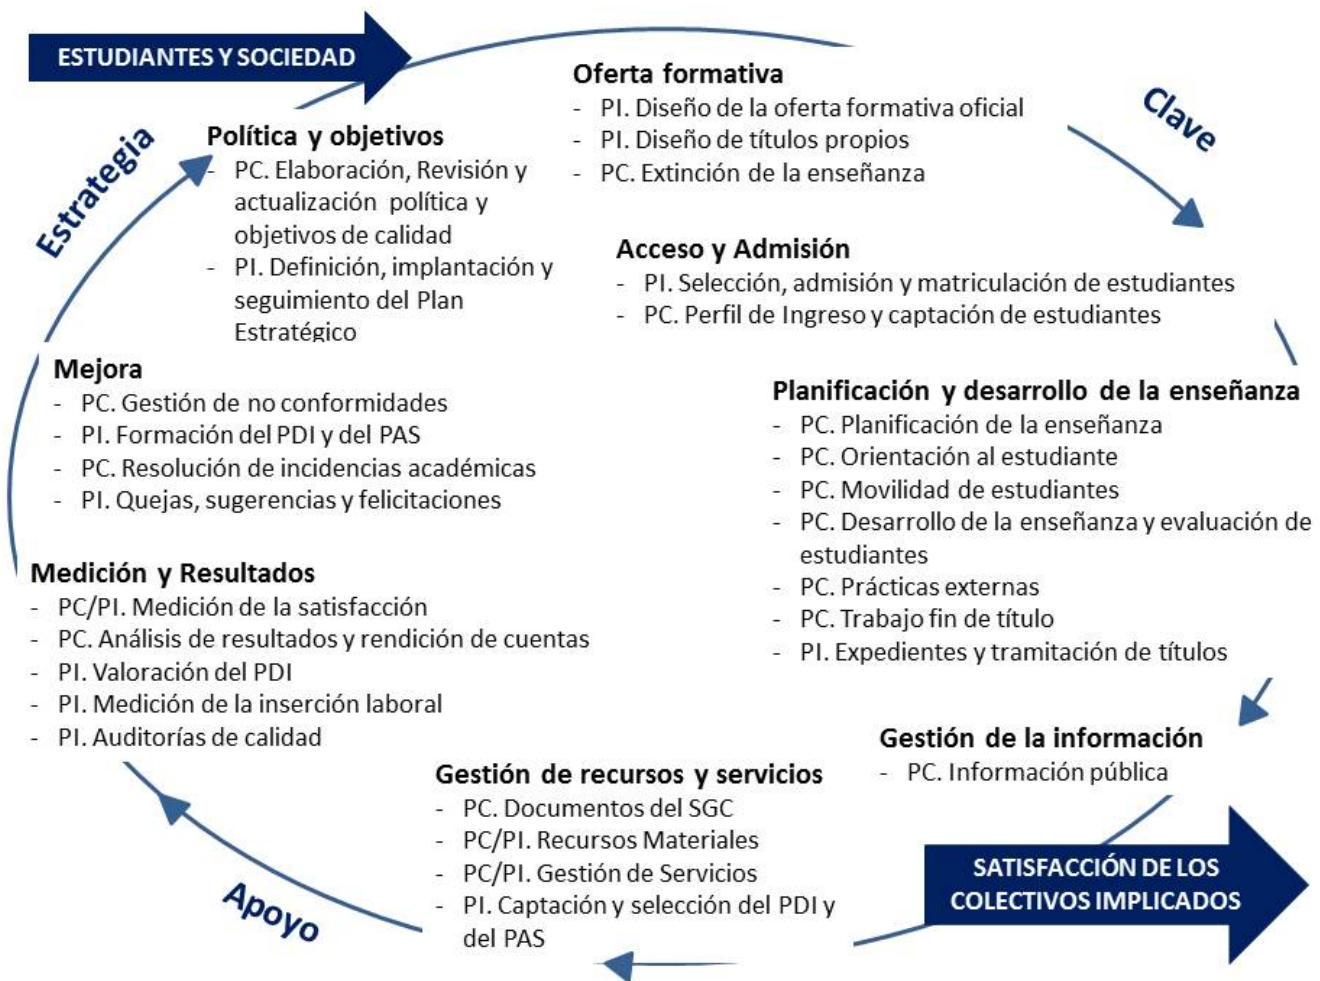 ESTUDIANTES Y SOCIEDAD
Estrategia
Política y objetivos
- PC. Elaboración, Revisión y
actualización política y
objetivos de calidad
- PI. Definición, implantación y
seguimiento del Plan
Estratégico
Oferta formativa
- PI. Diseño de la oferta formativa oficial
- PI. Diseño de títulos propios
- PC. Extinción de la enseñanza
Clave
Acceso y Admisión
- PI. Selección, admisión y matriculación de estudiantes
- PC. Perfil de Ingreso y captación de estudiantes
Mejora
- PC. Gestión de no conformidades
- PI. Formación del PDI y del PAS
- PC. Resolución de incidencias académicas
- PI. Quejas, sugerencias y felicitaciones
Planificación y desarrollo de la enseñanza
- PC. Planificación de la enseñanza
- PC. Orientación al estudiante
- PC. Movilidad de estudiantes
- PC. Desarrollo de la enseñanza y evaluación de
estudiantes
- PC. Prácticas externas
- PC. Trabajo fin de título
- PI. Expedientes y tramitación de títulos
Medición y Resultados
- PC/PI. Medición de la satisfacción
- PC. Análisis de resultados y rendición de cuentas
- PI. Valoración del PDI
- PI. Medición de la inserción laboral
- PI. Auditorías de calidad
Gestión de la información
- PC. Información pública
Gestión de recursos y servicios
- PC. Documentos del SGC
- PC/PI. Recursos Materiales
- PC/PI. Gestión de Servicios
- PI. Captación y selección del PDI y
del PAS
Apoyo
SATISFACCIÓN DE LOS
COLECTIVOS IMPLICADOS